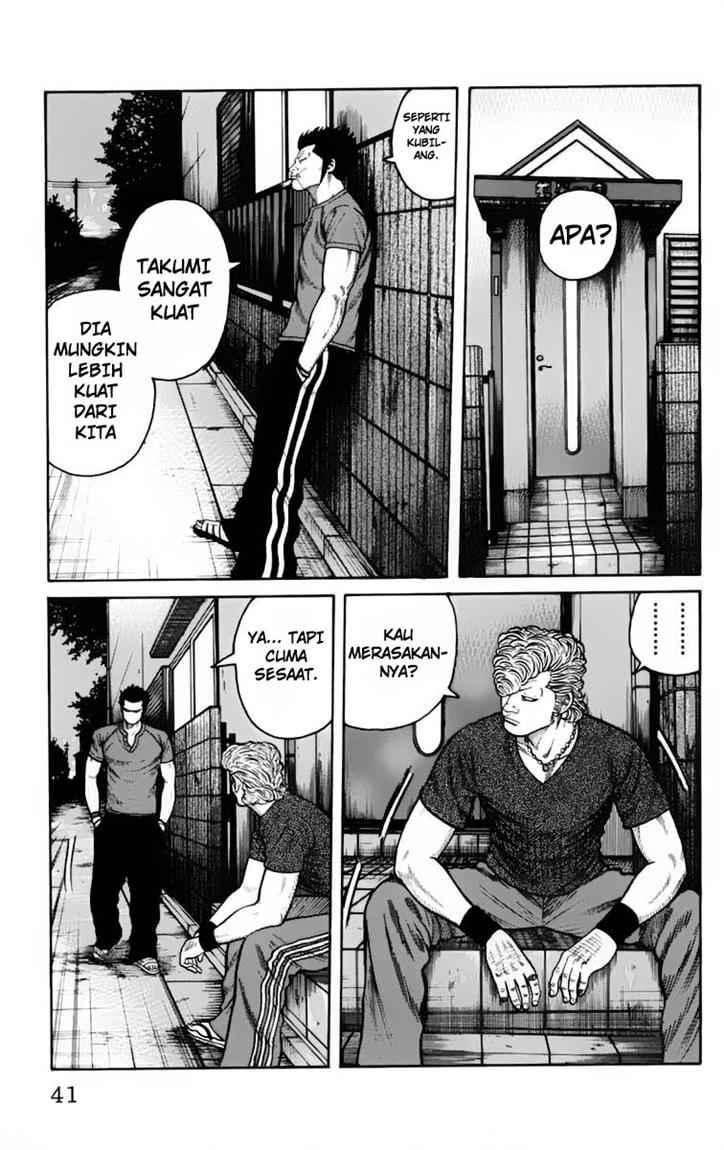 APA?
SEPERTI
YANG
KUBIL-
ANG.
TAKUMI
SANGAT
KUAT
DIA
MUNGKIN
LEBIH
KUAT
DARI
KITA
........
........
KAU
MERASAKAN-
NYA?
YA... TAPI
CUMA
SESAAT.
41